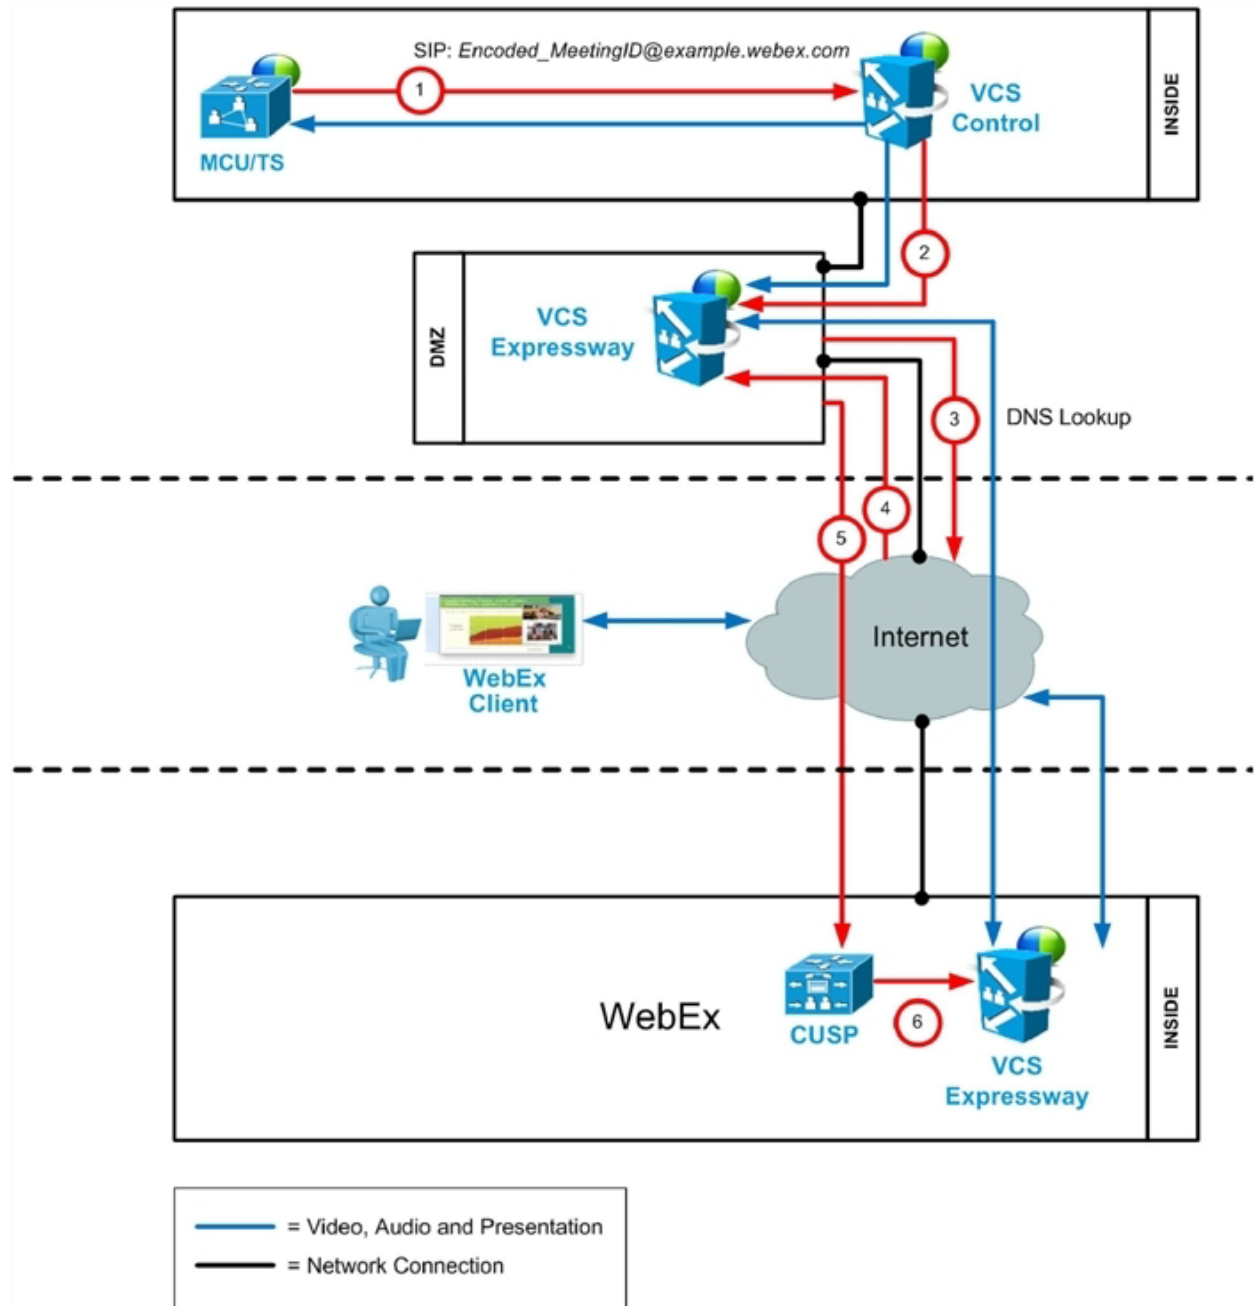 SIP: Encoded_MeetingID@example.webex.com
1
MCU/TS
VCS
Control
INSIDE
2
DMZ
VCS
Expressway
3
DNS Lookup
4
5
Internet
WebEx
Client
WebEx
CUSP
6
VCS
Expressway
INSIDE
= Video, Audio and Presentation
= Network Connection